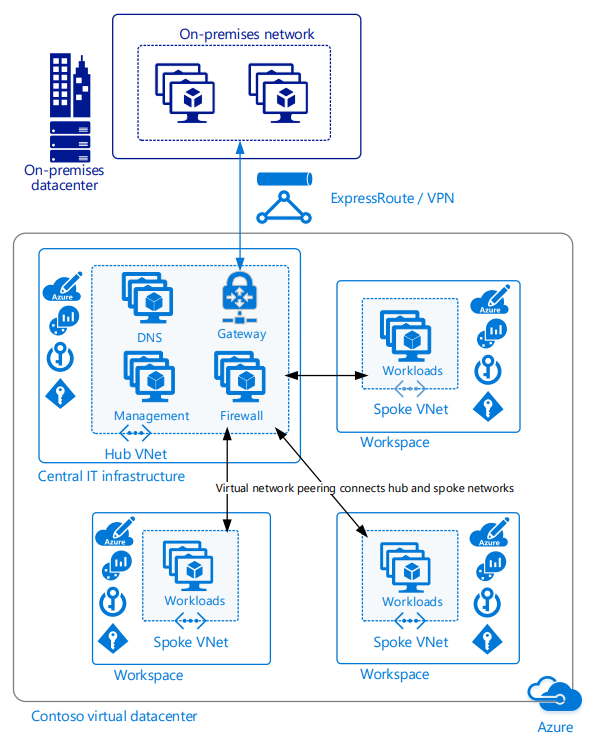 On-premises network
On-premises
datacenter
ExpressRoute / VPN
Azure
DNS
Gateway
Management
Firewall
Hub VNet
Central IT infrastructure
Azure
Workloads
Spoke VNet
Workspace
Virtual network peering connects hub and spoke networks
Azure
Workloads
Spoke VNet
Workspace
Azure
Workloads
Spoke VNet
Workspace
Contoso virtual datacenter
Azure